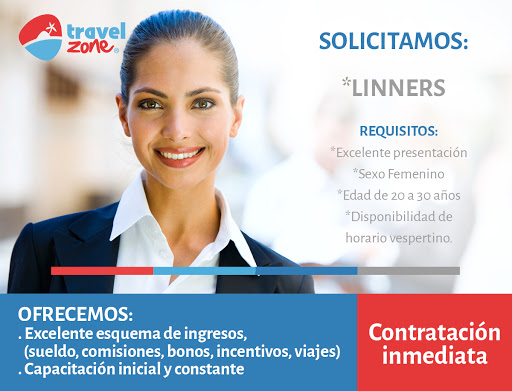 travel
zone
SOLICITAMOS:
*LINNERS
REQUISITOS:
*Excelente presentación
*Sexo Femenino
*Edad de 20 a 30 años
*Disponibilidad de
horario vespertino.
OFRECEMOS:
. Excelente esquema de ingresos,
(sueldo, comisiones, bonos, incentivos, viajes)
. Capacitación inicial y constante
Contratación
inmediata